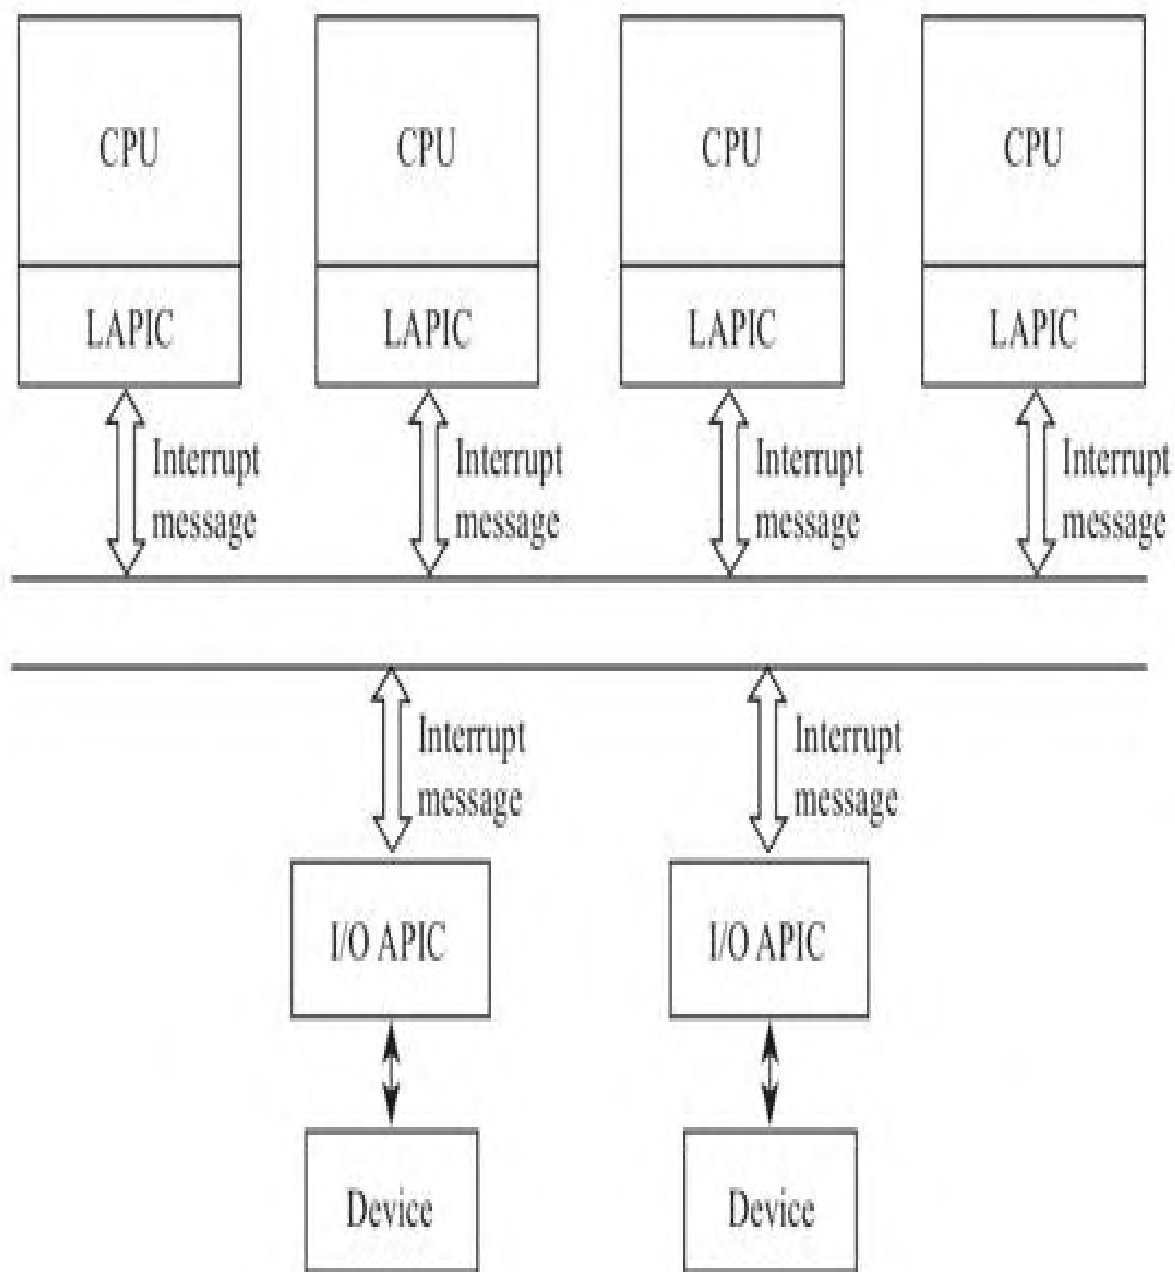 CPU
CPU
CPU
CPU
LAPIC
LAPIC
LAPIC
LAPIC
Interrupt
message
Interrupt
message
Interrupt
message
Interrupt
message
Interrupt
message
Interrupt
message
I/O APIC
I/O APIC
Device
Device